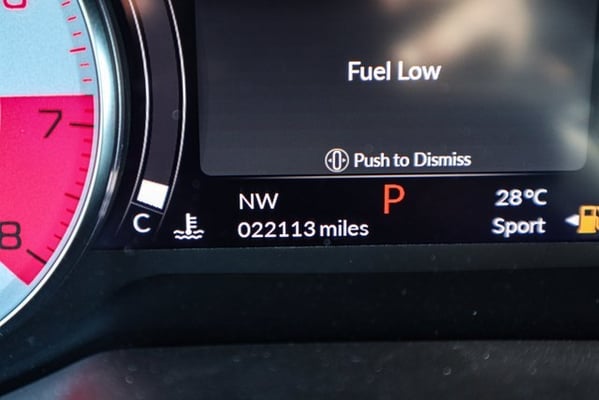 Fuel Low
7
Push to Dismiss
NW P 28°C
8 C 022113 miles Sport